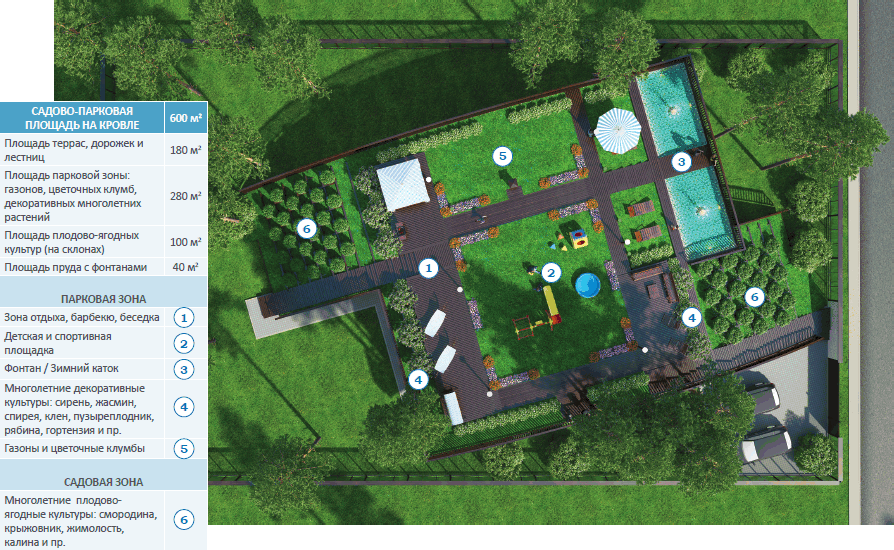 САДОВО-ПАРКОВАЯ
ПЛОЩАДЬ НА КРОВЛЕ
600 м²
Площадь террас, дорожек и
лестниц
180 м²
Площадь парковой зоны:
газонов, цветочных клумб,
декоративных многолетних
растений
280 м²
Площадь плодово-ягодных
культур (на склонах)
100 м²
Площадь пруда с фонтанами
40 м²
ПАРКОВАЯ ЗОНА
Зона отдыха, барбекю, беседка
1
Детская и спортивная
площадка
2
Фонтан / Зимний каток
3
Многолетние декоративные
культуры: сирень, жасмин,
спирея, клен, пузыреплодник,
рябина, гортензия и пр.
4
Газоны и цветочные клумбы
5
САДОВАЯ ЗОНА
Многолетние плодово-
ягодные культуры: смородина,
крыжовник, жимолость,
калина и пр.
6
5
3
6
1
2
6
4
4